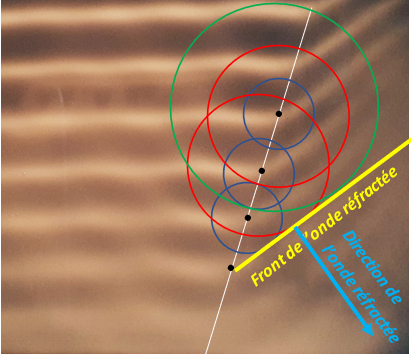 Front de l'onde réfractée
Direction de
l'onde réfractée